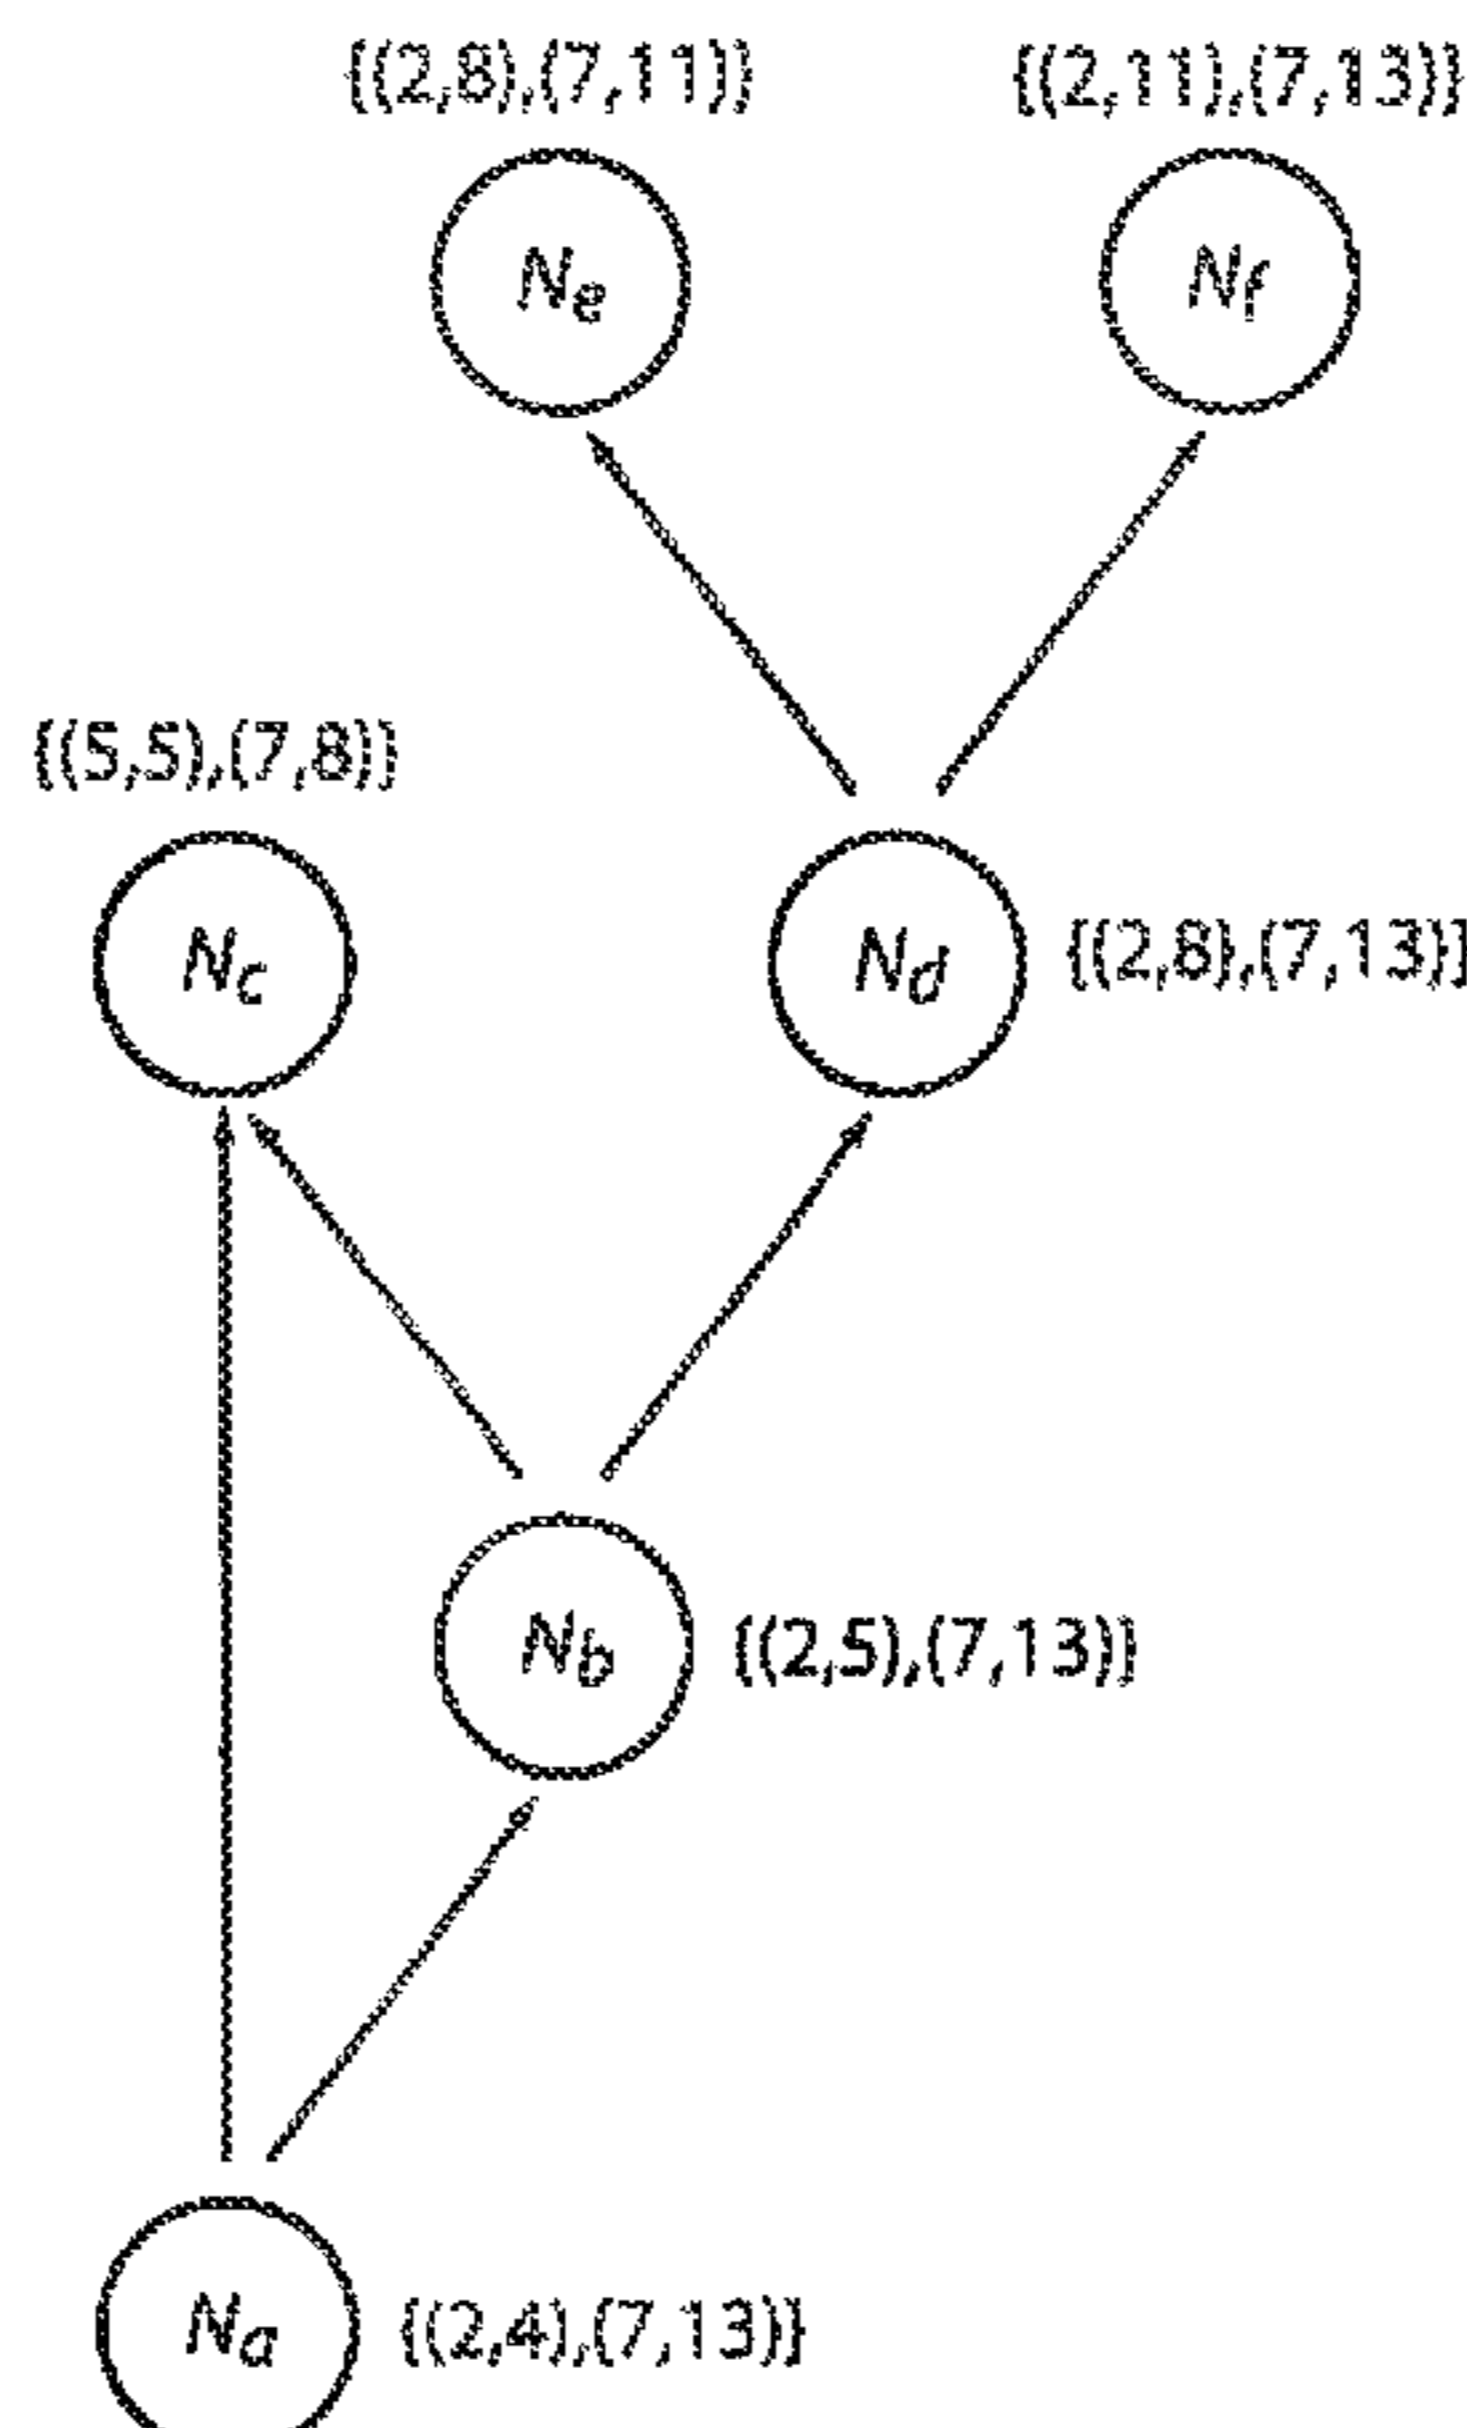 {(2,8),(7,11)}
{(2,11),(7,13)}
Ne
Nf
{(5,5),(7,8)}
Nc
Nd
{(2,8),(7,13)}
Nb
{(2,5),(7,13)}
Na
{(2,4),(7,13)}